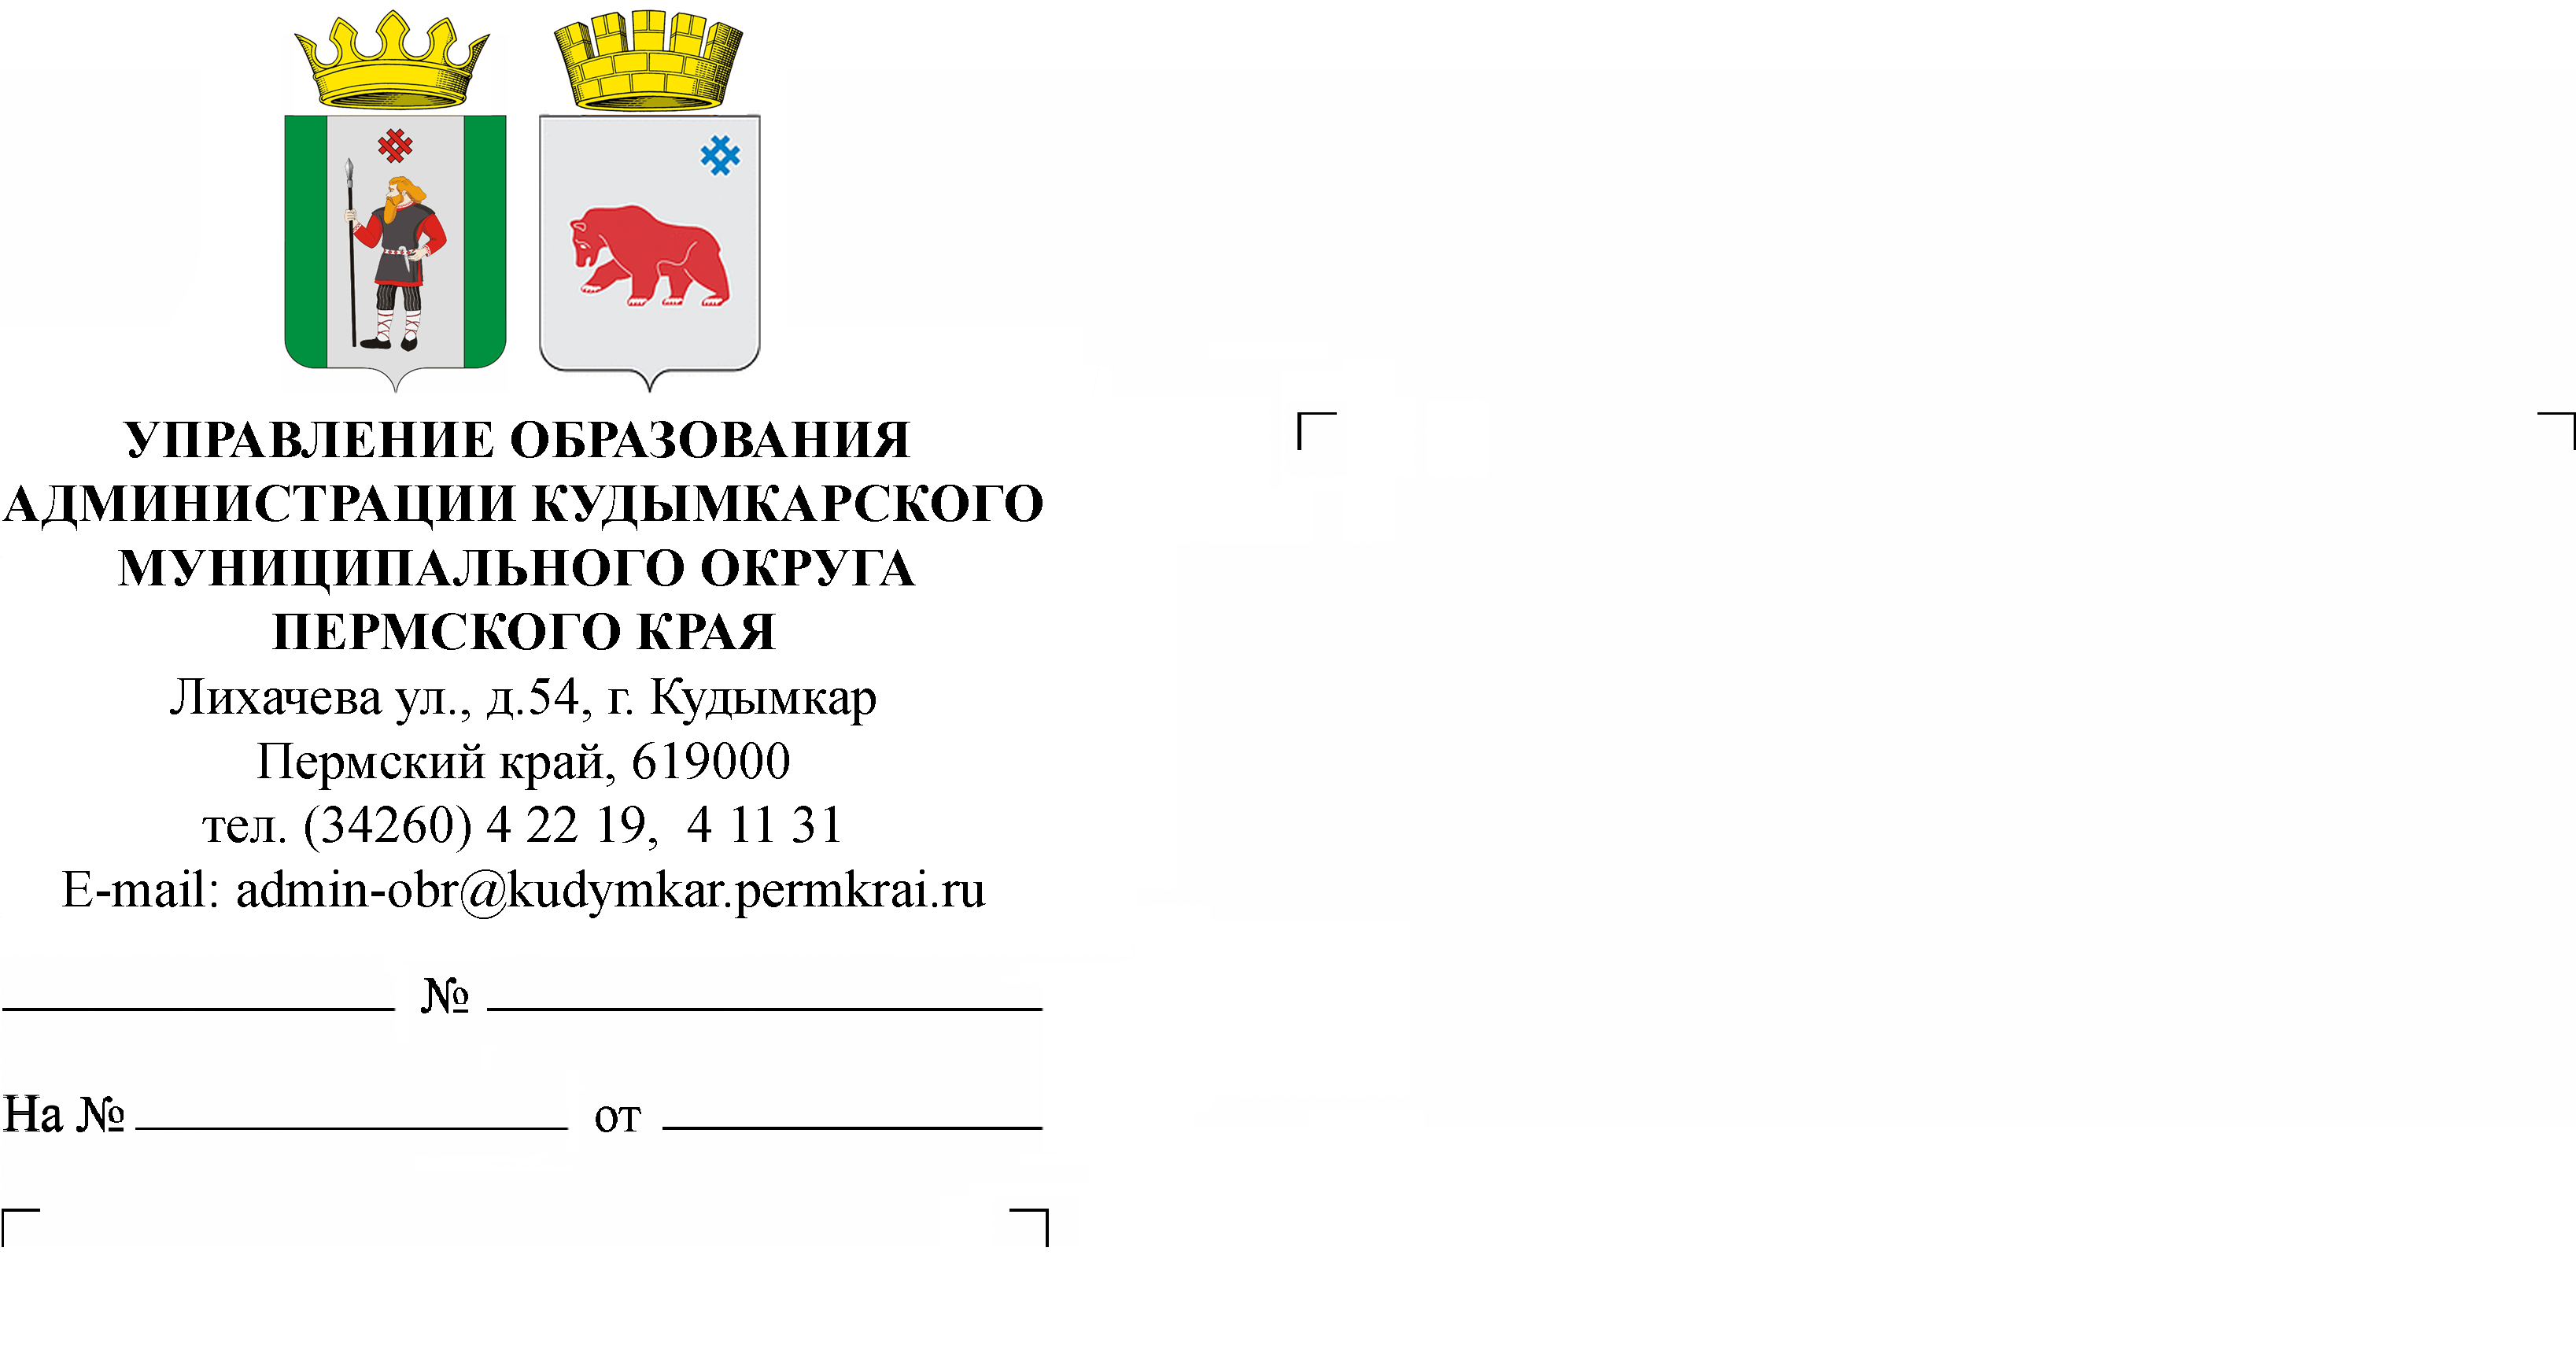 УПРАВЛЕНИЕ ОБРАЗОВАНИЯ
АДМИНИСТРАЦИИ КУДЫМКАРСКОГО
МУНИЦИПАЛЬНОГО ОКРУГА
ПЕРМСКОГО КРАЯ
Лихачева ул., д.54, г. Кудымкар
Пермский край, 619000
тел. (34260) 4 22 19, 4 11 31
E-mail: admin-obr@kudymkar.permkrai.ru
№
На № от